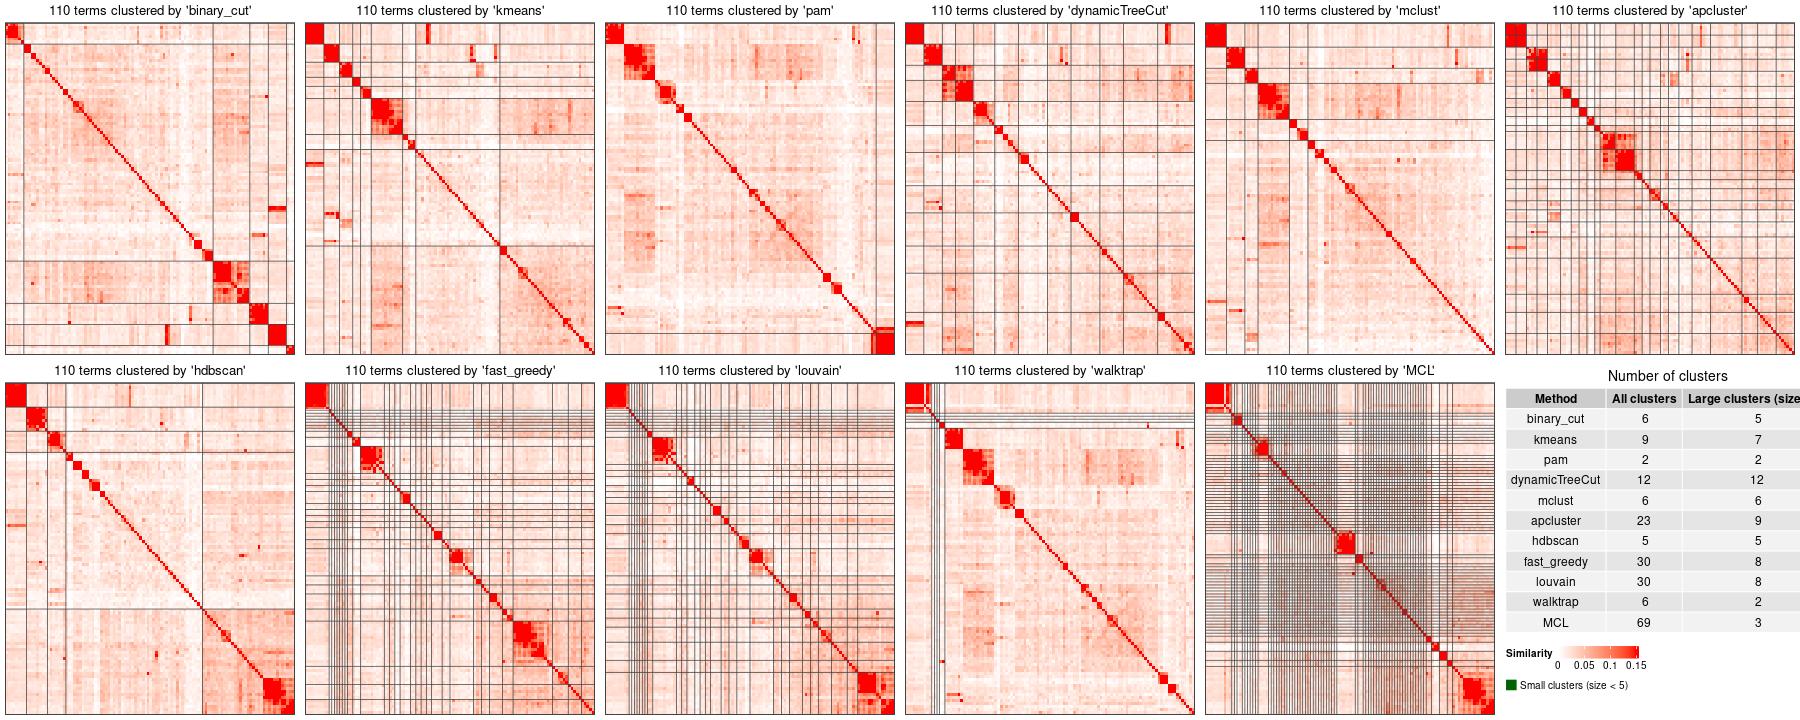 110 terms clustered by 'binary_cut'
110 terms clustered by 'kmeans'
110 terms clustered by 'pam'
110 terms clustered by 'dynamicTreeCut'
110 terms clustered by 'mclust'
110 terms clustered by 'apcluster'
110 terms clustered by 'hdbscan'
110 terms clustered by 'fast_greedy'
110 terms clustered by 'louvain'
110 terms clustered by 'walktrap'
110 terms clustered by 'MCL'
Number of clusters
Method All clusters Large clusters (size
binary_cut 6 5
kmeans 9 7
pam 2 2
dynamicTreeCut 12 12
mclust 6 6
apcluster 23 9
hdbscan 5 5
fast_greedy 30 8
louvain 30 8
walktrap 6 2
MCL 69 3
Similarity
0 0.05 0.1 0.15
Small clusters (size < 5)